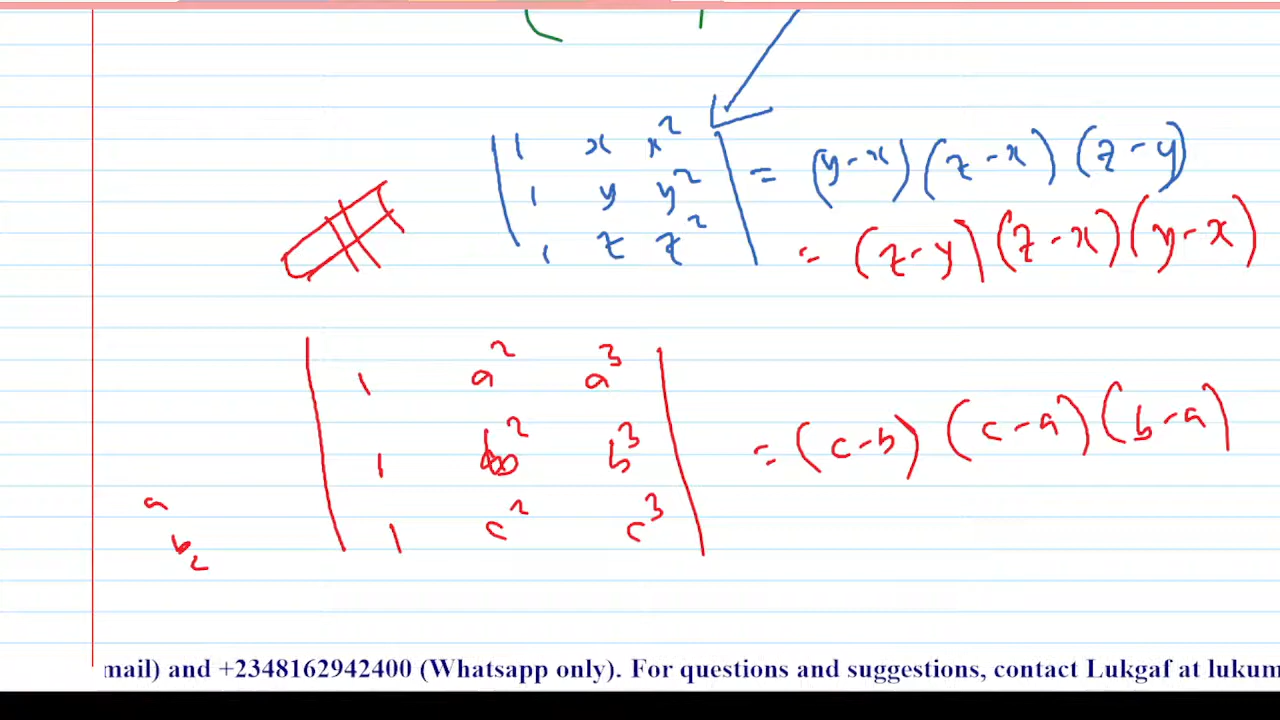 | 1 x x² | = (y-x)(z-x)(z-y)
| 1 y y² |
| 1 z z² | = (z-y)(z-x)(y-x)
| 1 a² a³ |
| 1 b² b³ | = (c-b)(c-a)(b-a)
| 1 c² c³ |
a
b
c
mail) and +2348162942400 (Whatsapp only). For questions and suggestions, contact Lukgaf at lukum